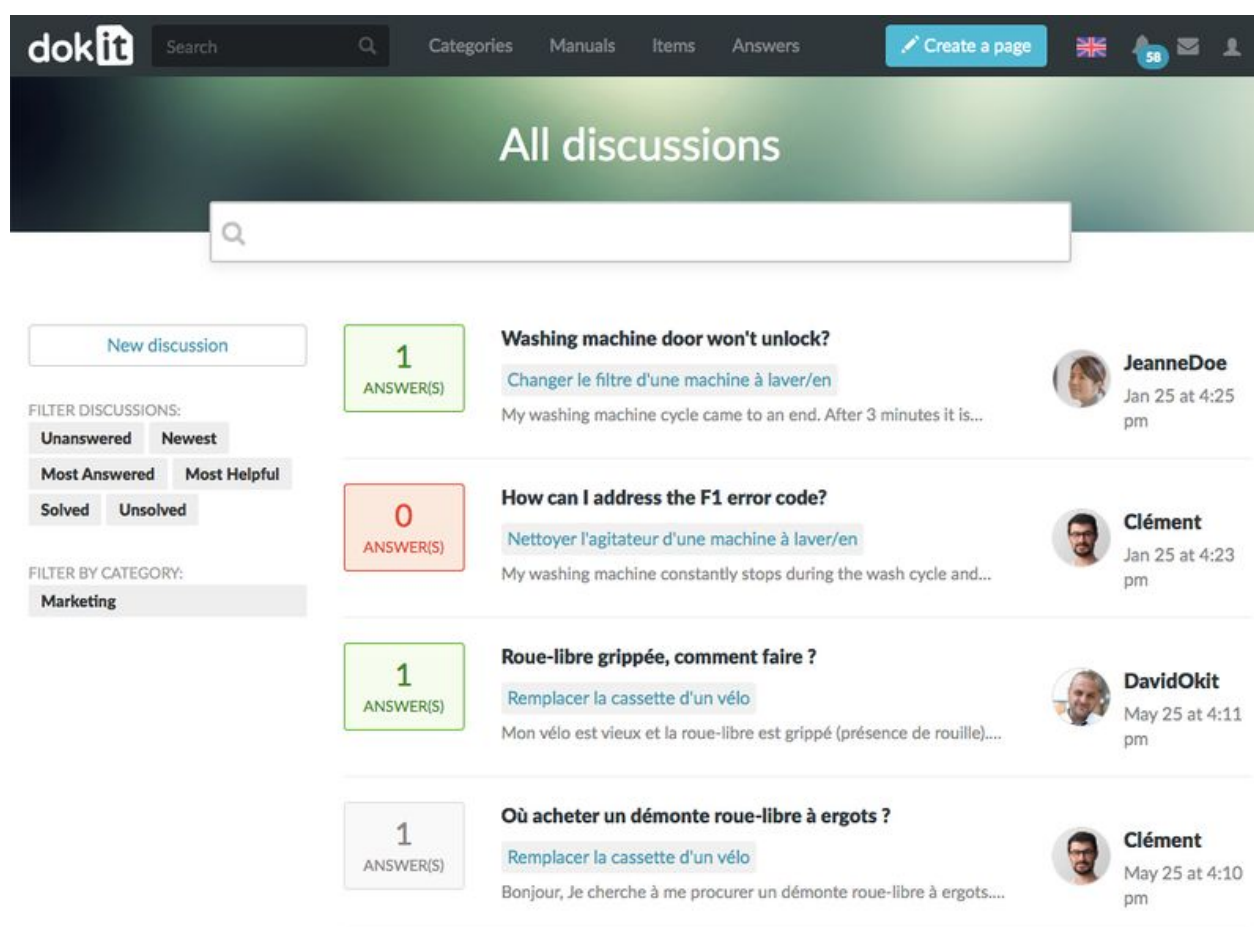 dokit
Search
Categories Manuals Items Answers
Create a page
58
All discussions
New discussion
FILTER DISCUSSIONS:
Unanswered Newest
Most Answered Most Helpful
Solved Unsolved
FILTER BY CATEGORY:
Marketing
1
ANSWER(S)
Washing machine door won't unlock?
Changer le filtre d'une machine à laver/en
My washing machine cycle came to an end. After 3 minutes it is...
JeanneDoe
Jan 25 at 4:25
pm
0
ANSWER(S)
How can I address the F1 error code?
Nettoyer l'agitateur d'une machine à laver/en
My washing machine constantly stops during the wash cycle and...
Clément
Jan 25 at 4:23
pm
1
ANSWER(S)
Roue-libre grippée, comment faire ?
Remplacer la cassette d'un vélo
Mon vélo est vieux et la roue-libre est grippé (présence de rouille)....
DavidOkit
May 25 at 4:11
pm
1
ANSWER(S)
Où acheter un démonte roue-libre à ergots ?
Remplacer la cassette d'un vélo
Bonjour, Je cherche à me procurer un démonte roue-libre à ergots....
Clément
May 25 at 4:10
pm